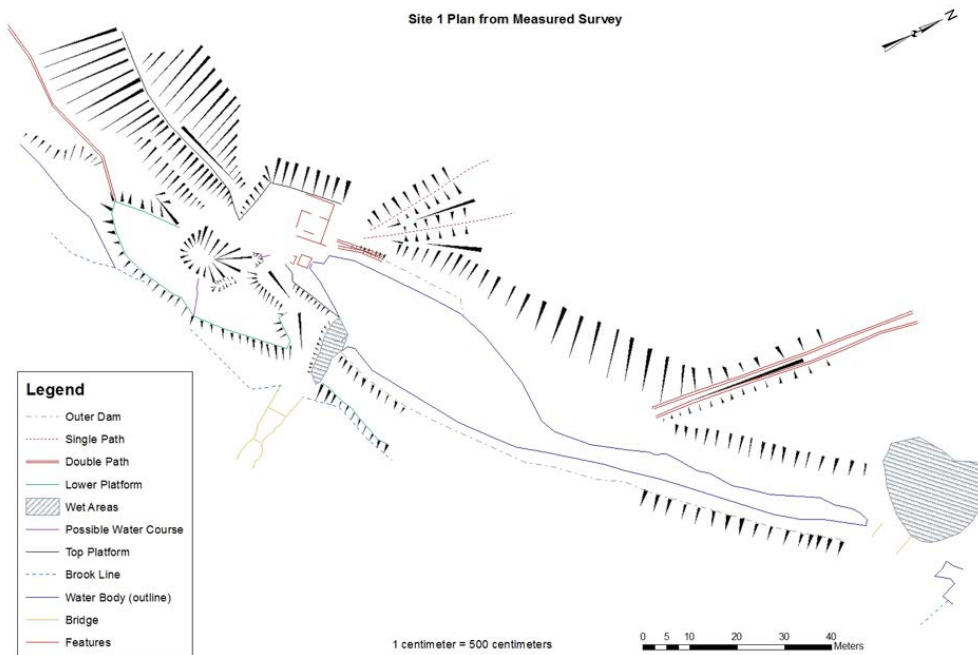 Site 1 Plan from Measured Survey
N
Legend
Outer Dam
Single Path
Double Path
Lower Platform
Wet Areas
Possible Water Course
Top Platform
Brook Line
Water Body (outline)
Bridge
Features
1 centimeter = 500 centimeters
0 5 10 20 30 40
Meters